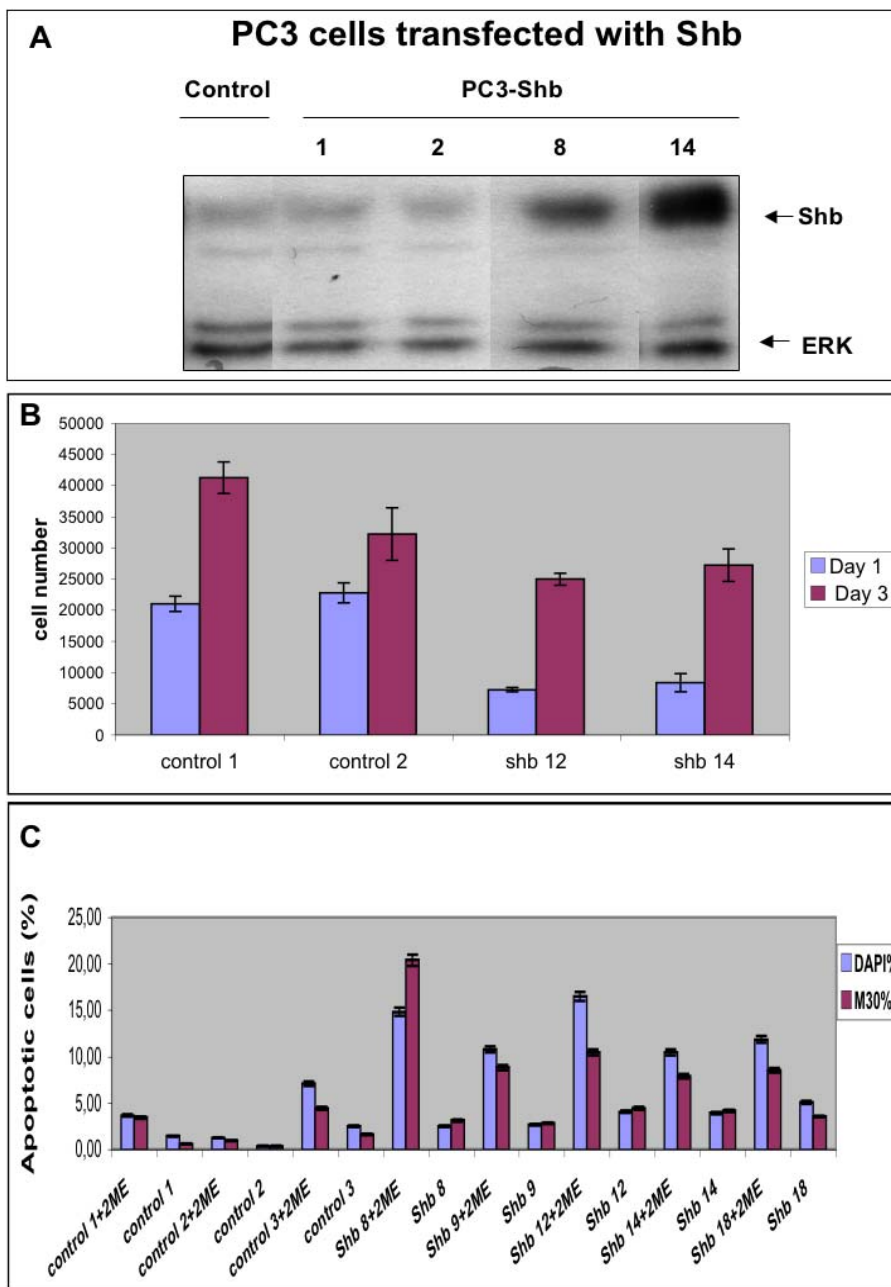 A
PC3 cells transfected with Shb
Control PC3-Shb
1 2 8 14
Shb
ERK
B
50000
45000
40000
35000
30000
25000
20000
15000
10000
5000
0
cell number
control 1 control 2 shb 12 shb 14
Day 1
Day 3
C
25,00
20,00
15,00
10,00
5,00
0,00
Apoptotic cells (%)
DAPI%
M30%
control 1+2ME control 1 control 2+2ME control 2 control 3+2ME control 3 Shb 8+2ME Shb 8 Shb 9+2ME Shb 9 Shb 12+2ME Shb 12 Shb 14+2ME Shb 14 Shb 18+2ME Shb 18